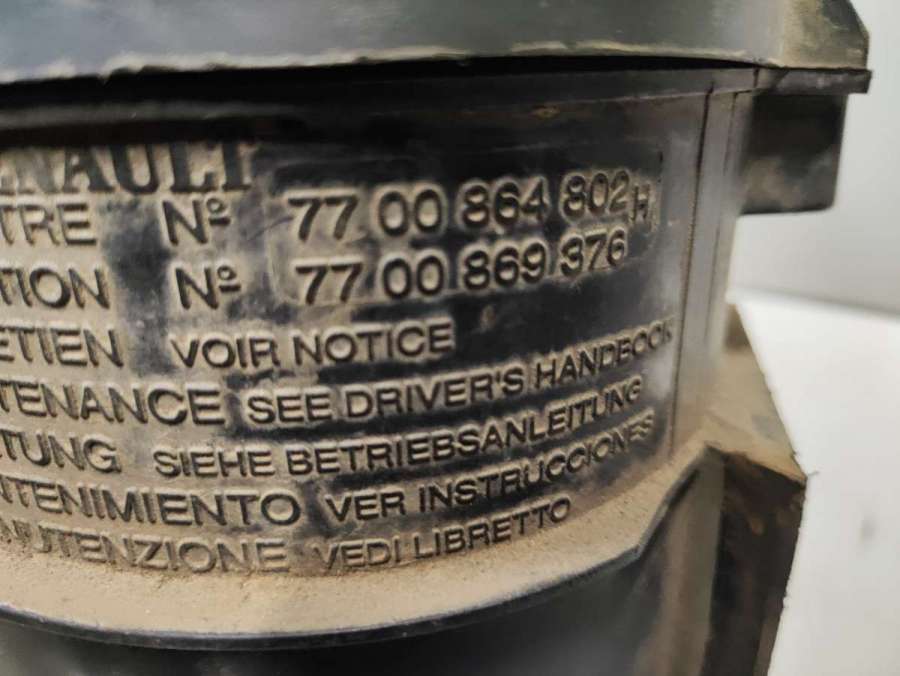 ENAULT
TRE Nº 77 00 864 802 H
TION Nº 77 00 869 376
ETIEN VOIR NOTICE
TENANCE SEE DRIVER'S HANDBOOK
TUNG SIEHE BETRIEBSANLEITUNG
NTENIMIENTO VER INSTRUCCIONES
NUTENZIONE VEDI LIBRETTO